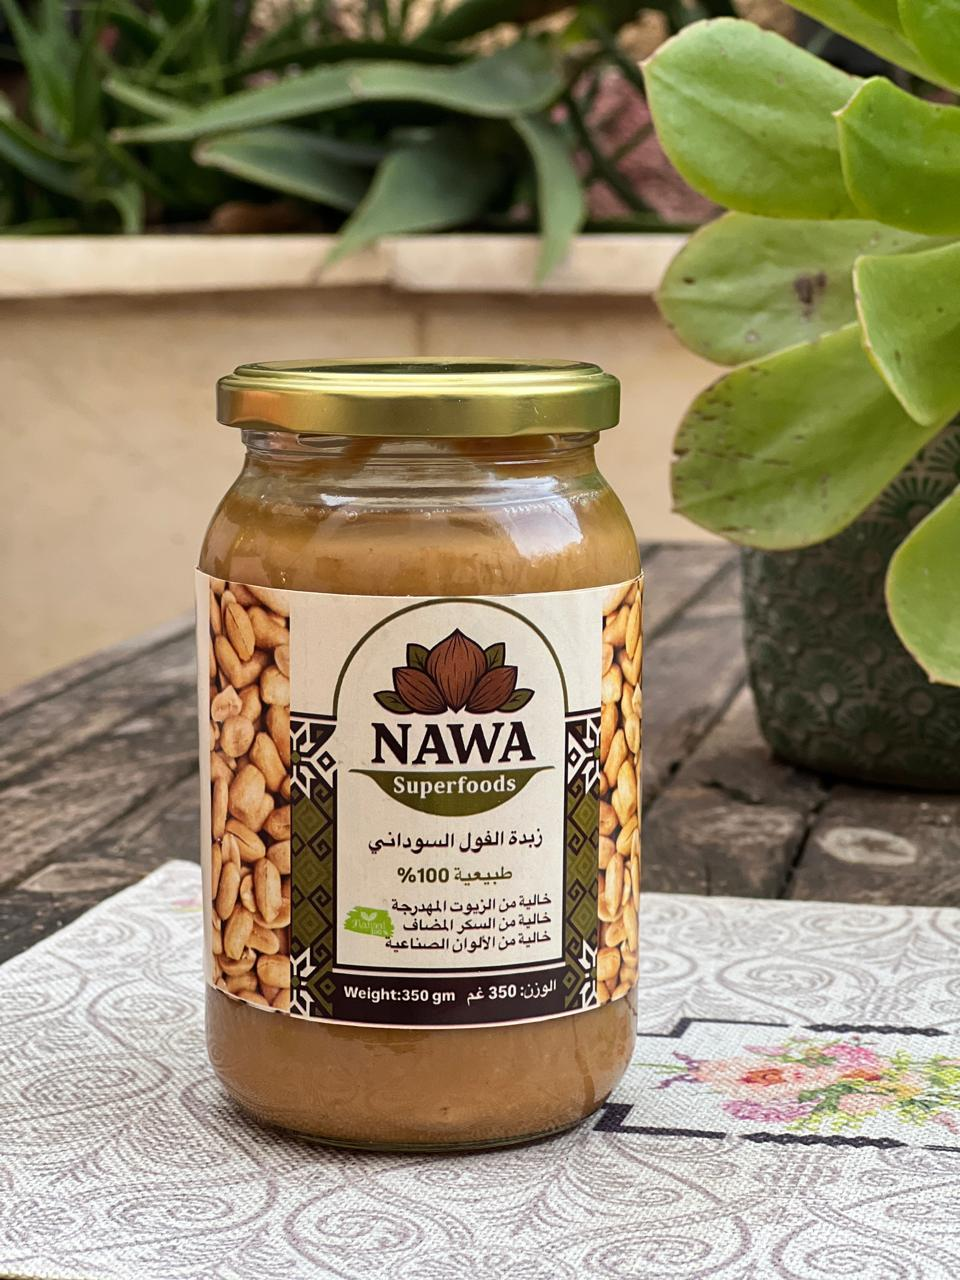 NAWA
Superfoods
زبدة الفول السوداني
طبيعية 100%
خالية من الزيوت المهدرجة
خالية من السكر المضاف
خالية من الألوان الصناعية
Natural
Weight:350 gm الوزن: 350 غم